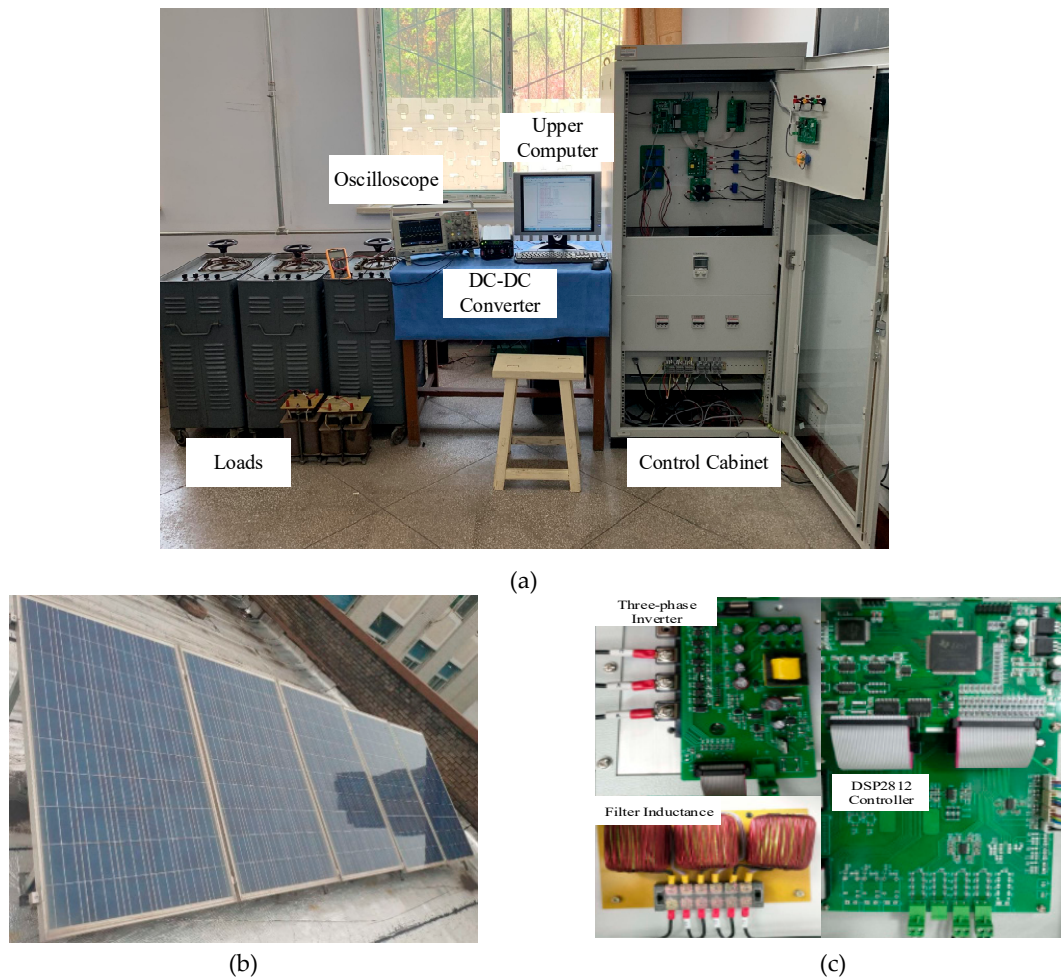 Upper
Computer
Oscilloscope
DC-DC
Converter
Loads
Control Cabinet
(a)
Three-phase
Inverter
DSP2812
Controller
Filter Inductance
(b)
(c)